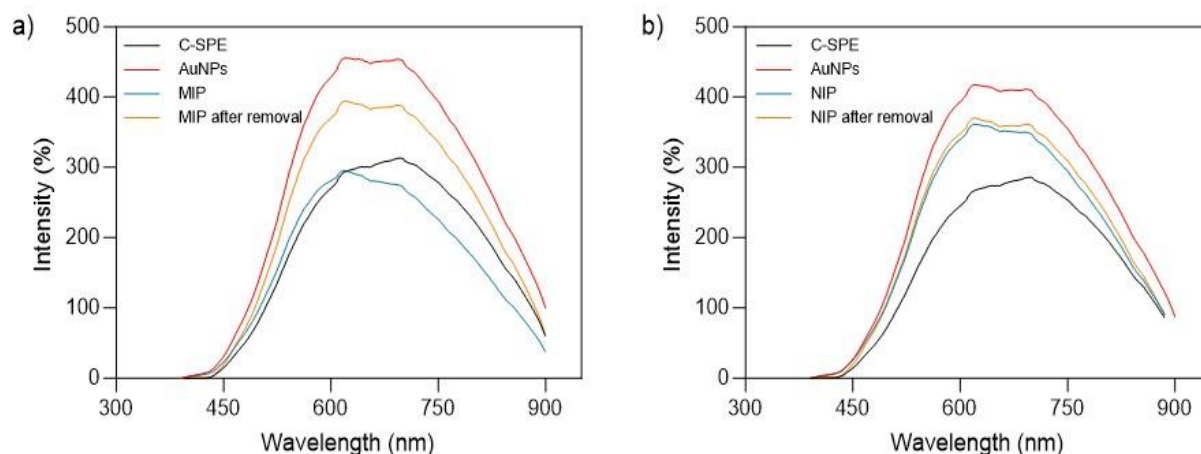 a)
500
400
300
200
100
0
Intensity (%)
C-SPE
AuNPs
MIP
MIP after removal
300
450
600
750
900
Wavelength (nm)
b)
500
400
300
200
100
0
Intensity (%)
C-SPE
AuNPs
NIP
NIP after removal
300
450
600
750
900
Wavelength (nm)